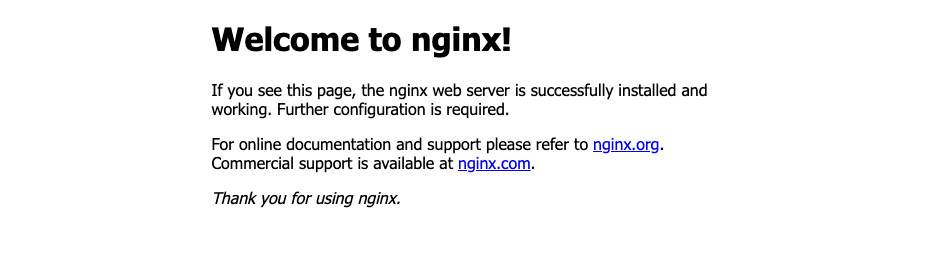 Welcome to nginx!
If you see this page, the nginx web server is successfully installed and
working. Further configuration is required.
For online documentation and support please refer to nginx.org.
Commercial support is available at nginx.com.
Thank you for using nginx.